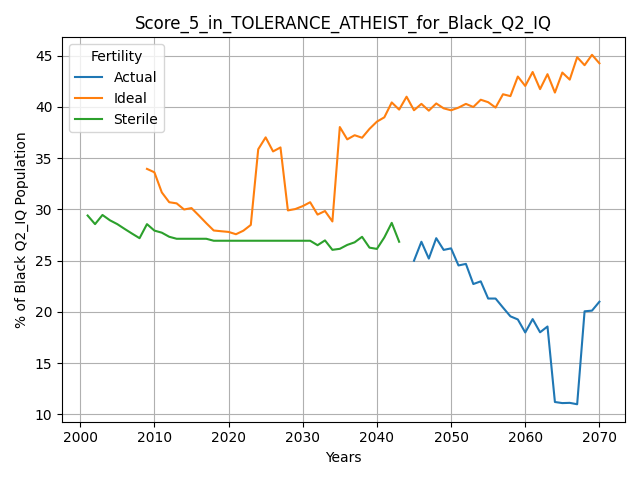 Score_5_in_TOLERANCE_ATHEIST_for_Black_Q2_IQ
Fertility
Actual
Ideal
Sterile
% of Black Q2_IQ Population
45
40
35
30
25
20
15
10
2000 2010 2020 2030 2040 2050 2060 2070
Years